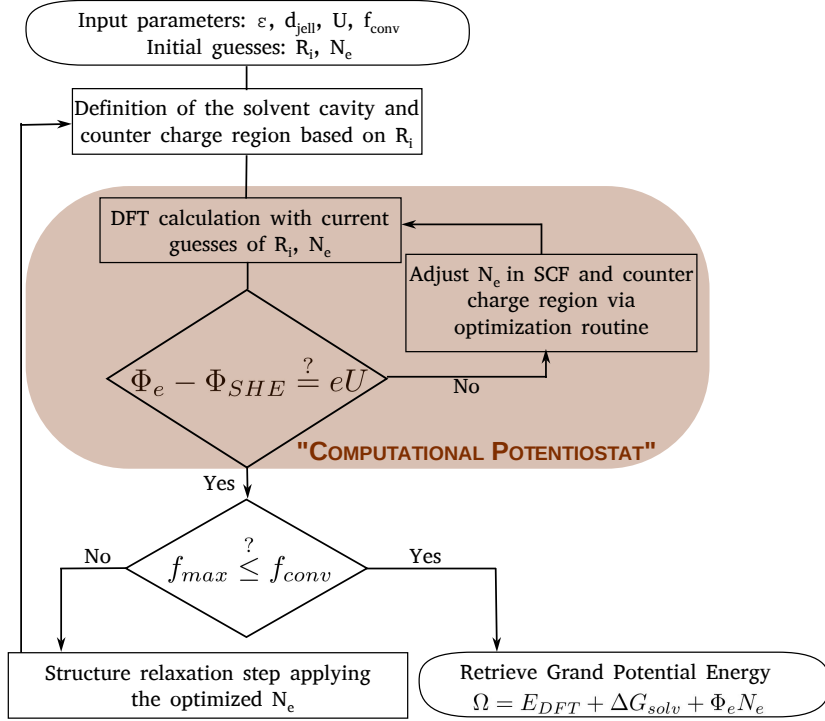 Input parameters: ε, d_jell, U, f_conv
Initial guesses: R_i, N_e
Definition of the solvent cavity and
counter charge region based on R_i
DFT calculation with current
guesses of R_i, N_e
Adjust N_e in SCF and counter
charge region via
optimization routine
Φ_e − Φ_SHE ?= eU
No
"COMPUTATIONAL POTENTIOSTAT"
Yes
No
f_max ?≤ f_conv
Yes
Structure relaxation step applying
the optimized N_e
Retrieve Grand Potential Energy
Ω = E_DFT + ΔG_solv + Φ_e N_e